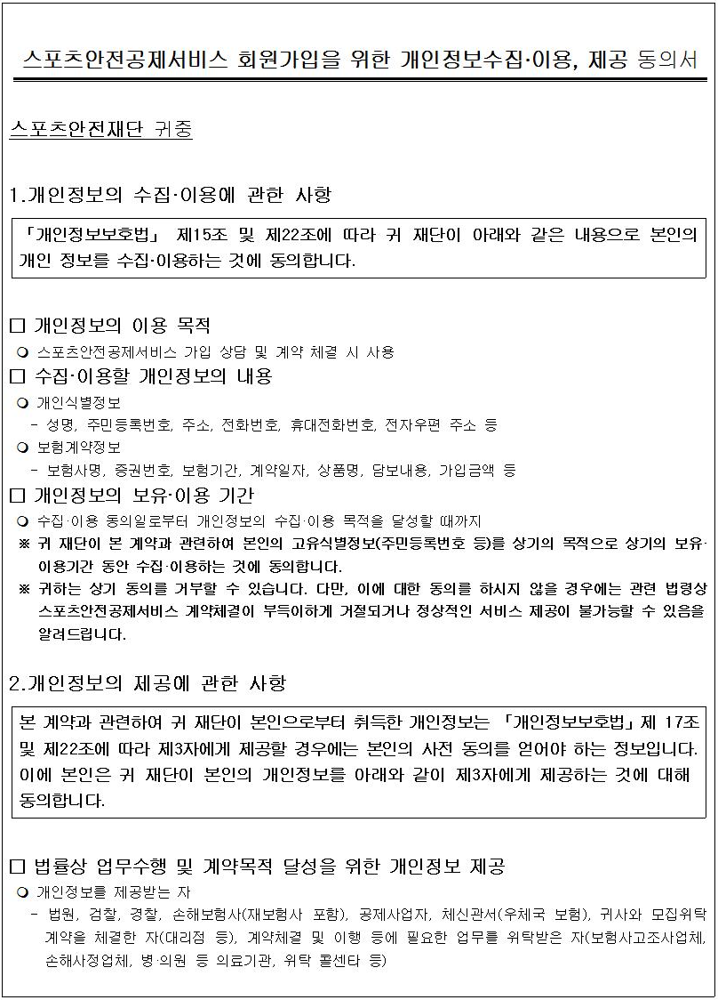 스포츠안전공제서비스 회원가입을 위한 개인정보수집·이용, 제공 동의서
스포츠안전재단 귀중
1.개인정보의 수집·이용에 관한 사항
「개인정보보호법」 제15조 및 제22조에 따라 귀 재단이 아래와 같은 내용으로 본인의
개인 정보를 수집·이용하는 것에 동의합니다.
□ 개인정보의 이용 목적
❍ 스포츠안전공제서비스 가입 상담 및 계약 체결 시 사용
□ 수집·이용할 개인정보의 내용
❍ 개인식별정보
- 성명, 주민등록번호, 주소, 전화번호, 휴대전화번호, 전자우편 주소 등
❍ 보험계약정보
- 보험사명, 증권번호, 보험기간, 계약일자, 상품명, 담보내용, 가입금액 등
□ 개인정보의 보유·이용 기간
❍ 수집·이용 동의일로부터 개인정보의 수집·이용 목적을 달성할 때까지
※ 귀 재단이 본 계약과 관련하여 본인의 고유식별정보(주민등록번호 등)를 상기의 목적으로 상기의 보유·
이용기간 동안 수집·이용하는 것에 동의합니다.
※ 귀하는 상기 동의를 거부할 수 있습니다. 다만, 이에 대한 동의를 하시지 않을 경우에는 관련 법령상
스포츠안전공제서비스 계약체결이 부득이하게 거절되거나 정상적인 서비스 제공이 불가능할 수 있음을
알려드립니다.
2.개인정보의 제공에 관한 사항
본 계약과 관련하여 귀 재단이 본인으로부터 취득한 개인정보는 「개인정보보호법」제 17조
및 제22조에 따라 제3자에게 제공할 경우에는 본인의 사전 동의를 얻어야 하는 정보입니다.
이에 본인은 귀 재단이 본인의 개인정보를 아래와 같이 제3자에게 제공하는 것에 대해
동의합니다.
□ 법률상 업무수행 및 계약목적 달성을 위한 개인정보 제공
❍ 개인정보를 제공받는 자
- 법원, 검찰, 경찰, 손해보험사(재보험사 포함), 공제사업자, 체신관서(우체국 보험), 귀사와 모집위탁
계약을 체결한 자(대리점 등), 계약체결 및 이행 등에 필요한 업무를 위탁받은 자(보험사고조사업체,
손해사정업체, 병·의원 등 의료기관, 위탁 콜센타 등)